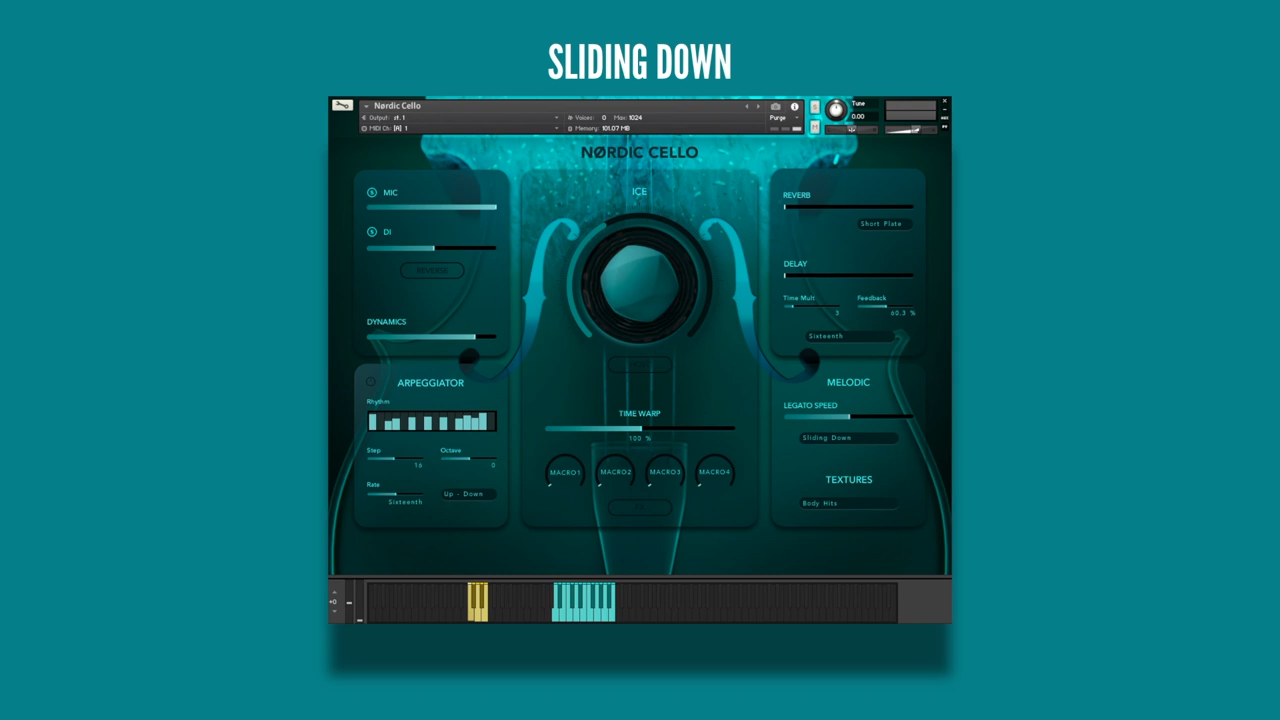 SLIDING DOWN
Nørdic Cello
Output: st.1
Voices: 0 Max: 1024
Purge
MIDI Ch: [A] 1
Memory: 101.07 MB
S
M
Tune
0.00
NØRDIC CELLO
MIC
DI
REVERSE
DYNAMICS
ARPEGGIATOR
Rhythm
Step
16
Octave
0
Rate
Sixteenth
Up - Down
ICE
TIME WARP
100 %
MACRO1 MACRO2 MACRO3 MACRO4
REVERB
Short Plate
DELAY
Time Mult
3
Feedback
60.3 %
Sixteenth
MELODIC
LEGATO SPEED
Sliding Down
TEXTURES
Body Hits
+0